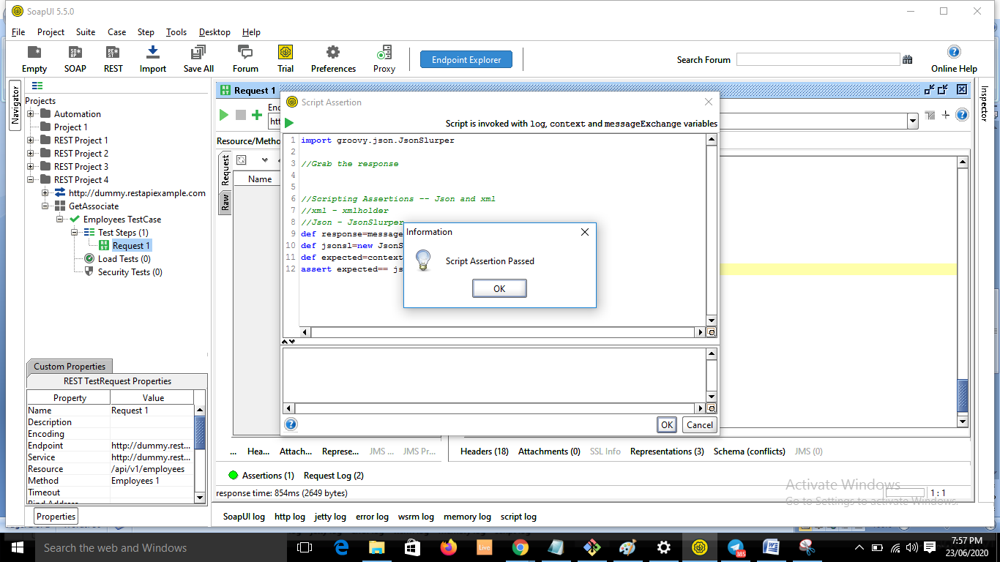 SoapUI 5.5.0
File Project Suite Case Step Tools Desktop Help
Empty SOAP REST Import Save All Forum Trial Preferences Proxy Endpoint Explorer Search Forum Online Help
Navigator
Projects
Automation
Project 1
REST Project 1
REST Project 2
REST Project 3
REST Project 4
http://dummy.restapiexample.com
GetAssociate
Employees TestCase
Test Steps (1)
Request 1
Load Tests (0)
Security Tests (0)
Custom Properties
REST TestRequest Properties
Property Value
Name Request 1
Description
Encoding
Endpoint http://dummy.rest...
Service http://dummy.rest...
Resource /api/v1/employees
Method Employees 1
Timeout
Bind Address
Properties
Request 1
Resource/Metho
Request
Raw
Name
Inspector
Script Assertion
Script is invoked with log, context and messageExchange variables
1 import groovy.json.JsonSlurper
2
3 //Grab the response
4
5
6 //Scripting Assertions -- Json and xml
7 //xml - xmlholder
8 //Json - JsonSlurper
9 def response=message
10 def jsonsl=new JsonS
11 def expected=context
12 assert expected== js
Information
Script Assertion Passed
OK
OK Cancel
... Hea... Attach... Represe... JMS ... JMS Pr...
Headers (18) Attachments (0) SSL Info Representations (3) Schema (conflicts) JMS (0)
Assertions (1) Request Log (2)
response time: 854ms (2649 bytes)
1 : 1
Activate Windows
Go to Settings to activate Windows.
SoapUI log http log jetty log error log wsrm log memory log script log
Search the web and Windows
Live
385
7:57 PM
23/06/2020